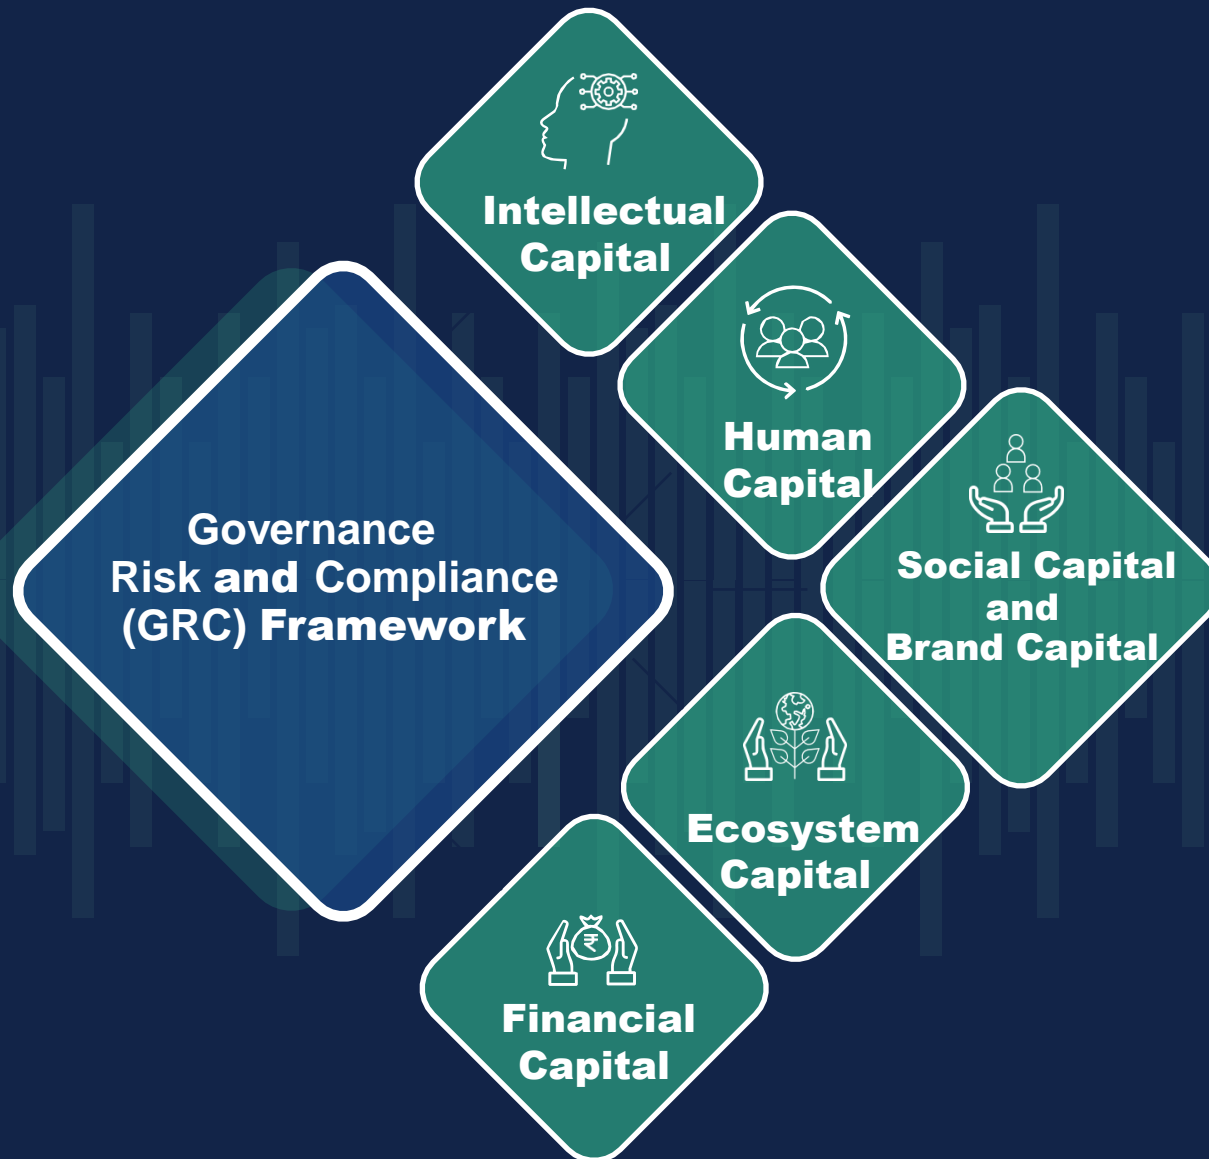 Intellectual
Capital
Human
Capital
Governance
Risk and Compliance
(GRC) Framework
Social Capital
and
Brand Capital
Ecosystem
Capital
₹
Financial
Capital